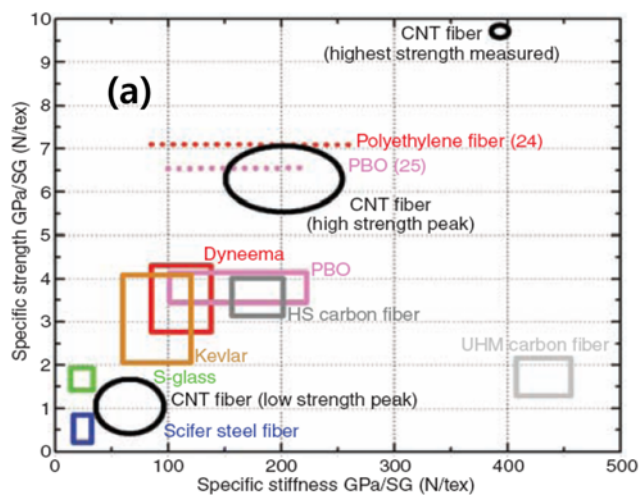 10
9
8
7
6
5
4
3
2
1
0
Specific strength GPa/SG (N/tex)
(a)
CNT fiber
(highest strength measured)
Polyethylene fiber (24)
PBO (25)
CNT fiber
(high strength peak)
Dyneema
PBO
HS carbon fiber
Kevlar
UHM carbon fiber
S-glass
CNT fiber (low strength peak)
Scifer steel fiber
0 100 200 300 400 500
Specific stiffness GPa/SG (N/tex)